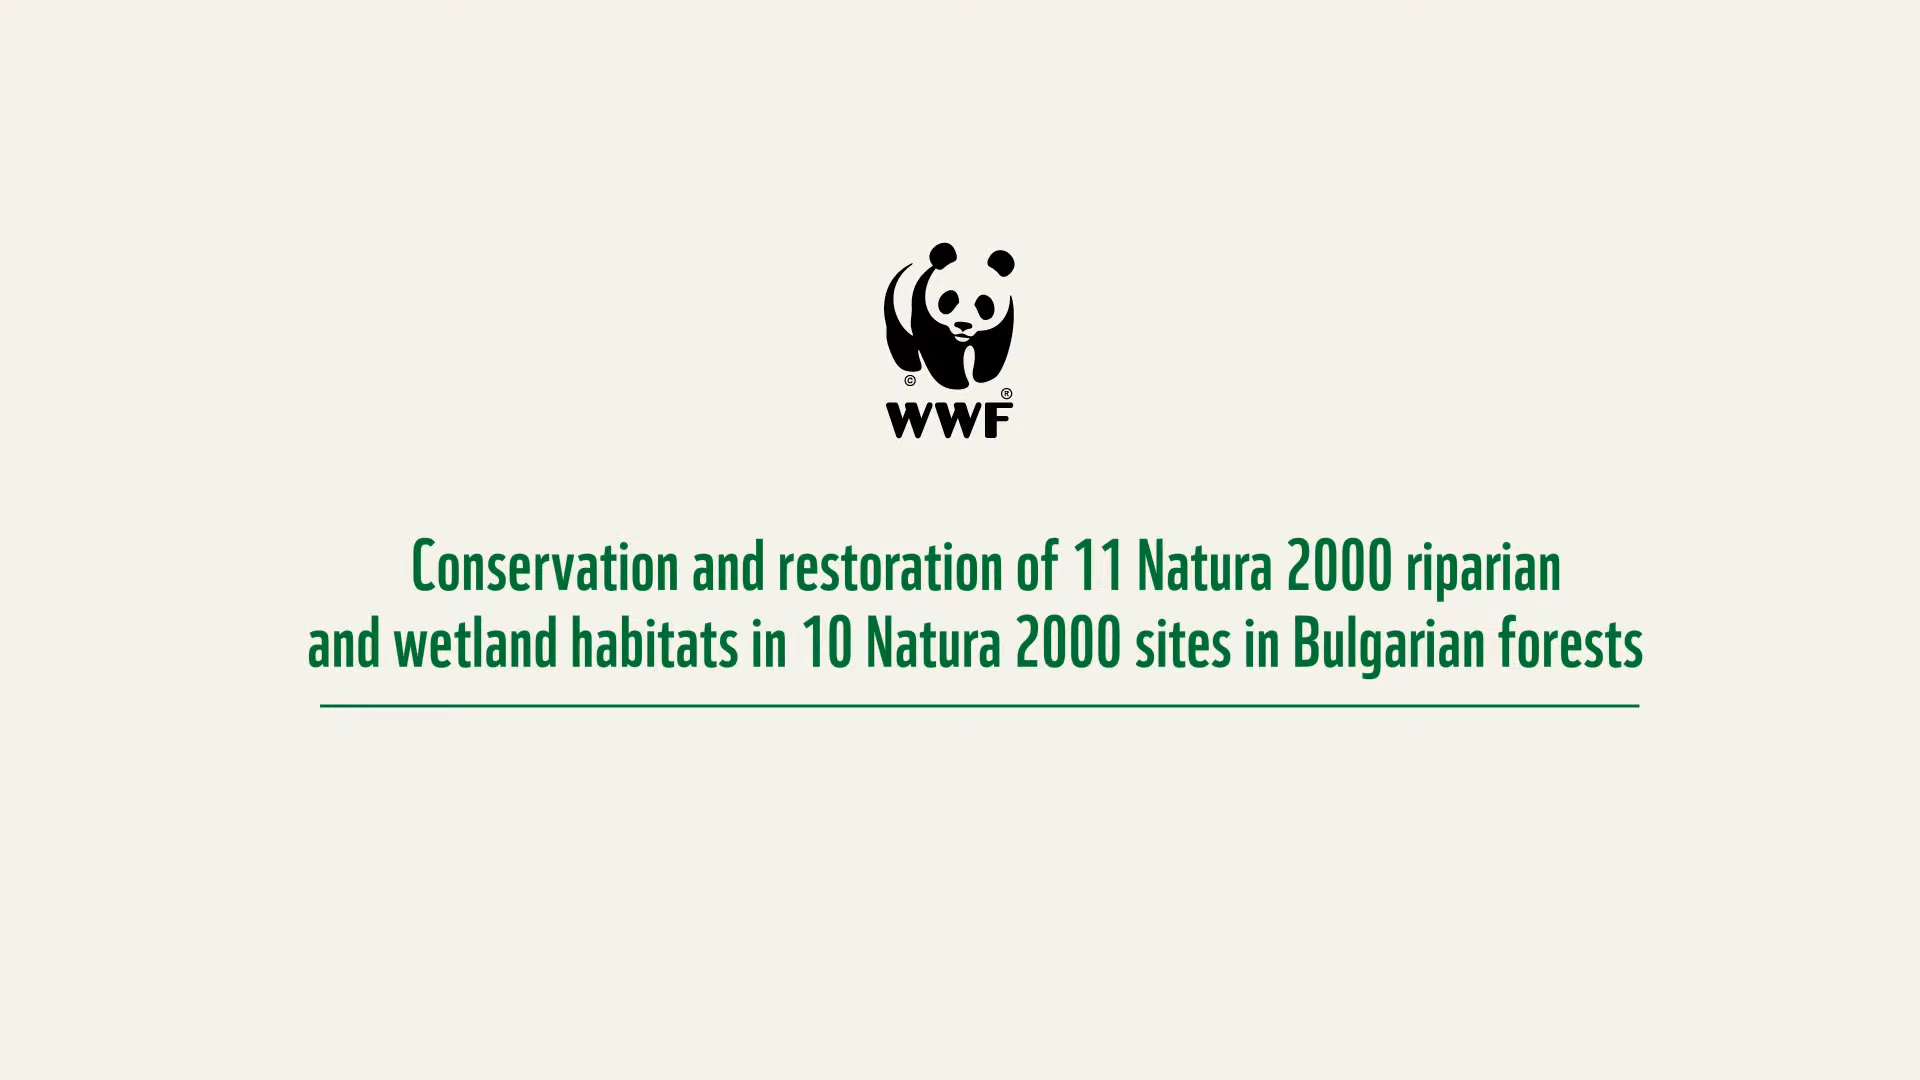 ©
®
WWF
Conservation and restoration of 11 Natura 2000 riparian
and wetland habitats in 10 Natura 2000 sites in Bulgarian forests